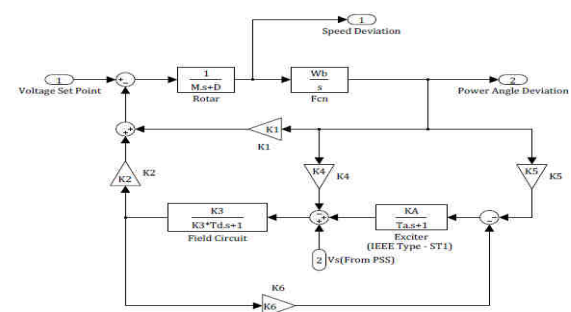 1
Speed Deviation
1
Voltage Set Point
+
−
1
M.s+D
Rotar
Wb
s
Fcn
2
Power Angle Deviation
+
+
K1
K1
K2
K2
K4
K4
K5
K5
K3
K3*Td.s+1
Field Circuit
−
+
+
KA
Ta.s+1
Exciter
(IEEE Type - ST1)
−
−
2
Vs(From PSS)
K6
K6